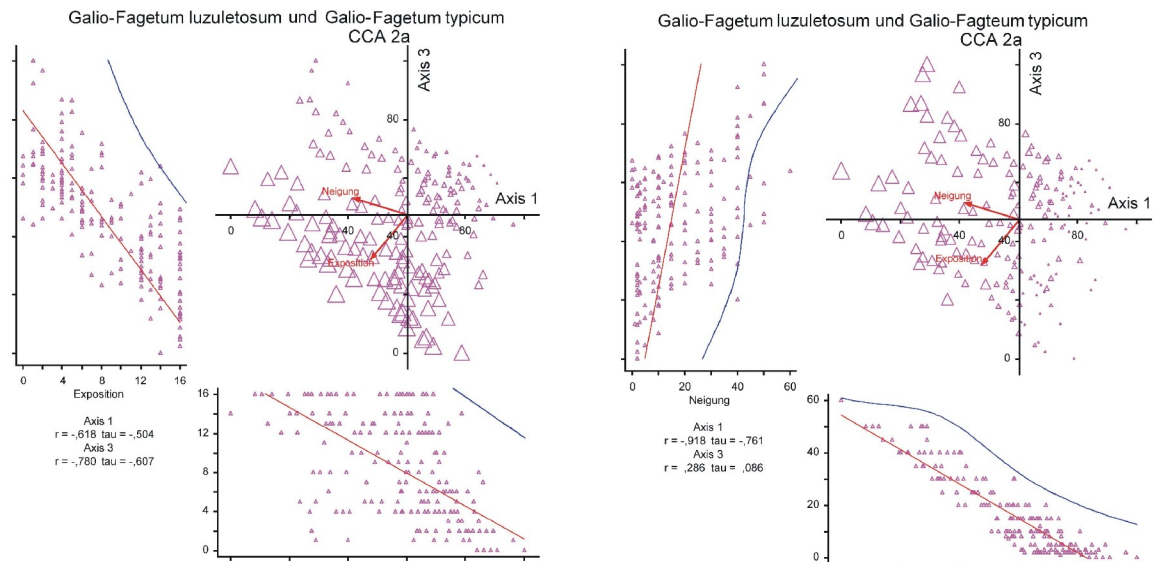 Galio-Fagetum luzuletosum und Galio-Fagetum typicum
CCA 2a
Axis 3
80
Neigung
Axis 1
0
40
80
40
Exposition
0
0 4 8 12 16
Exposition
Axis 1
r = -,618 tau = -,504
Axis 3
r = -,780 tau = -,607
16
12
8
4
0
Galio-Fagetum luzuletosum und Galio-Fagteum typicum
CCA 2a
Axis 3
80
Neigung
Axis 1
0
40
80
40
Exposition
0
0 20 40 60
Neigung
Axis 1
r = -,918 tau = -,761
Axis 3
r = ,286 tau = ,086
60
40
20
0